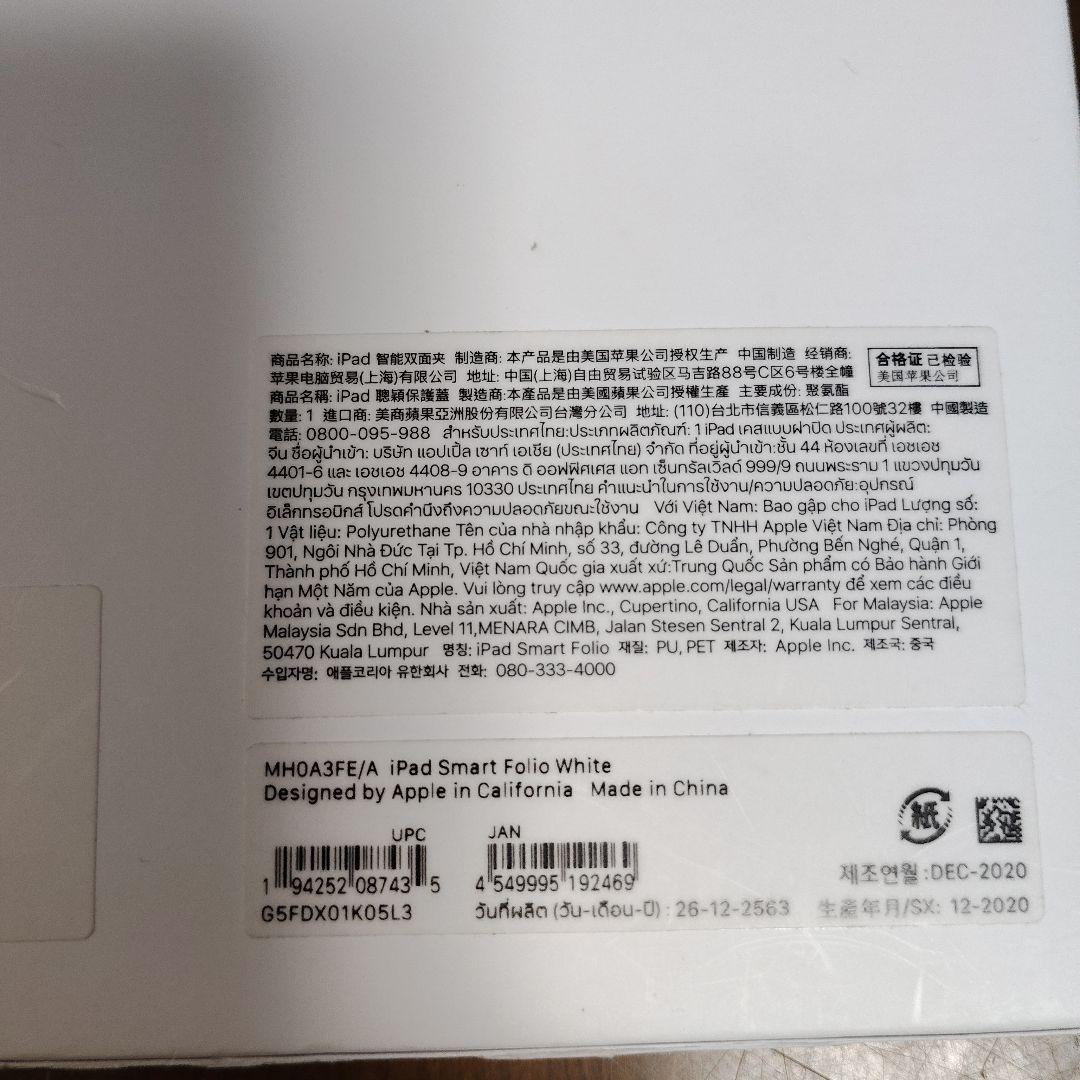 商品名称: iPad 智能双面夹 制造商: 本产品是由美国苹果公司授权生产 中国制造 经销商:
苹果电脑贸易(上海)有限公司 地址: 中国(上海)自由贸易试验区马吉路88号C区6号楼全幢
合格证 已检验
美国苹果公司
商品名稱: iPad 聰穎保護蓋 製造商:本產品是由美國蘋果公司授權生產 主要成份: 聚氨酯
數量: 1 進口商: 美商蘋果亞洲股份有限公司台灣分公司 地址: (110)台北市信義區松仁路100號32樓 中國製造
電話: 0800-095-988 สำหรับประเทศไทย:ประเภทผลิตภัณฑ์: 1 iPad เคสแบบฝาปิด ประเทศผู้ผลิต:
จีน ชื่อผู้นำเข้า: บริษัท แอปเปิ้ล เซาท์ เอเชีย (ประเทศไทย) จำกัด ที่อยู่ผู้นำเข้า:ชั้น 44 ห้องเลขที่ เอชเอช
4401-6 และ เอชเอช 4408-9 อาคาร ดิ ออฟฟิศเศส แอท เซ็นทรัลเวิลด์ 999/9 ถนนพระราม 1 แขวงปทุมวัน
เขตปทุมวัน กรุงเทพมหานคร 10330 ประเทศไทย คำแนะนำในการใช้งาน/ความปลอดภัย:อุปกรณ์
อิเล็กทรอนิกส์ โปรดคำนึงถึงความปลอดภัยขณะใช้งาน Với Việt Nam: Bao gập cho iPad Lượng số:
1 Vật liệu: Polyurethane Tên của nhà nhập khẩu: Công ty TNHH Apple Việt Nam Địa chỉ: Phòng
901, Ngôi Nhà Đức Tại Tp. Hồ Chí Minh, số 33, đường Lê Duẩn, Phường Bến Nghé, Quận 1,
Thành phố Hồ Chí Minh, Việt Nam Quốc gia xuất xứ:Trung Quốc Sản phẩm có Bảo hành Giới
hạn Một Năm của Apple. Vui lòng truy cập www.apple.com/legal/warranty để xem các điều
khoản và điều kiện. Nhà sản xuất: Apple Inc., Cupertino, California USA For Malaysia: Apple
Malaysia Sdn Bhd, Level 11,MENARA CIMB, Jalan Stesen Sentral 2, Kuala Lumpur Sentral,
50470 Kuala Lumpur 명칭: iPad Smart Folio 재질: PU, PET 제조자: Apple Inc. 제조국: 중국
수입자명: 애플코리아 유한회사 전화: 080-333-4000
MH0A3FE/A iPad Smart Folio White
Designed by Apple in California Made in China
紙
UPC
1 94252 08743 5
JAN
4 549995 192469
제조연월:DEC-2020
G5FDX01K05L3
วันที่ผลิต (วัน-เดือน-ปี) : 26-12-2563
生產年月/SX: 12-2020